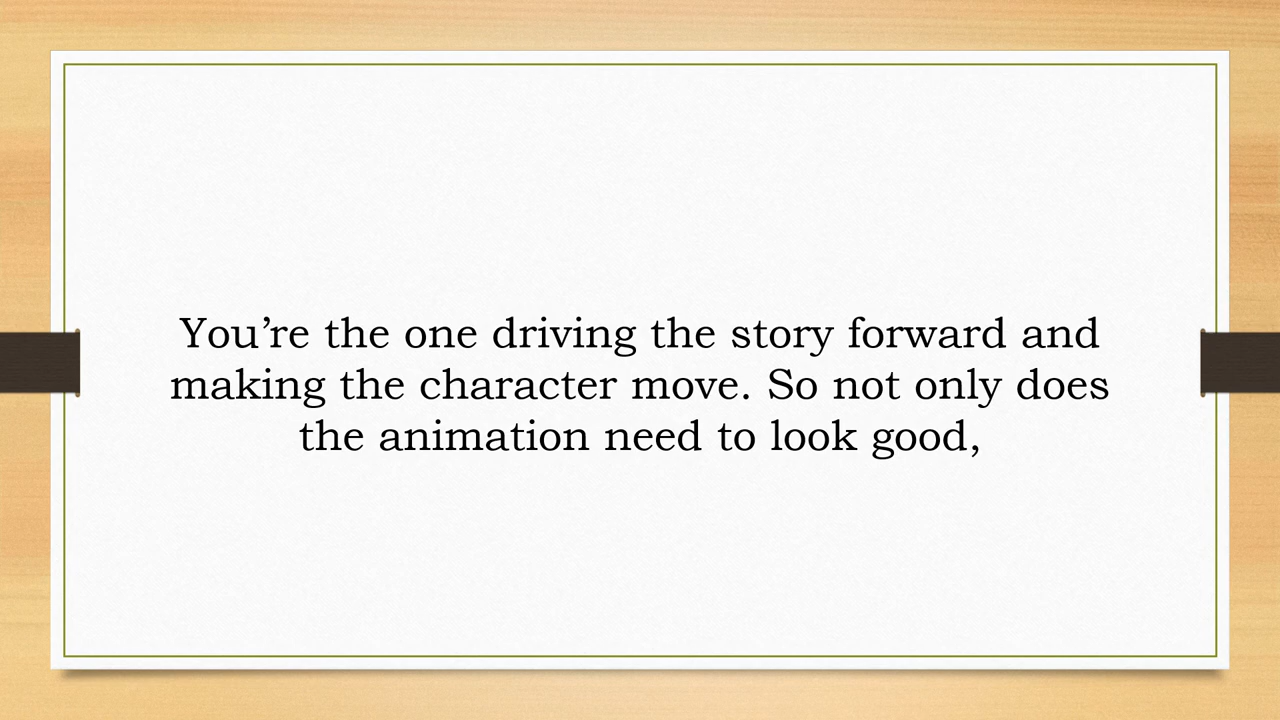 You’re the one driving the story forward and
making the character move. So not only does
the animation need to look good,